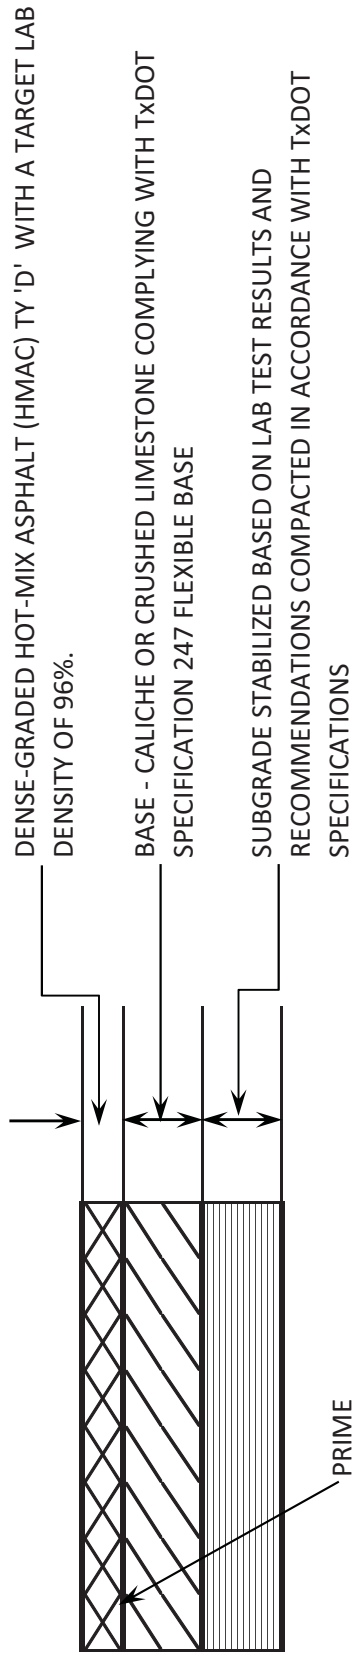 DENSE-GRADED HOT-MIX ASPHALT (HMAC) TY 'D' WITH A TARGET LAB
DENSITY OF 96%.
BASE - CALICHE OR CRUSHED LIMESTONE COMPLYING WITH TxDOT
SPECIFICATION 247 FLEXIBLE BASE
SUBGRADE STABILIZED BASED ON LAB TEST RESULTS AND
RECOMMENDATIONS COMPACTED IN ACCORDANCE WITH TxDOT
SPECIFICATIONS
PRIME